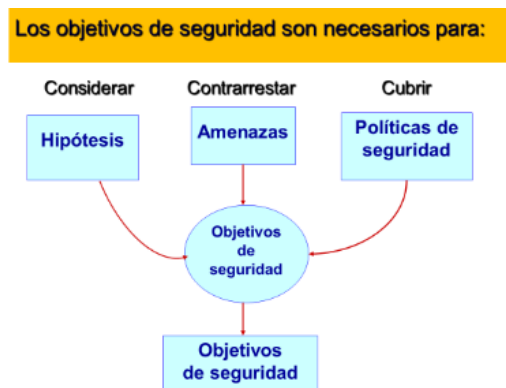 Los objetivos de seguridad son necesarios para:
Considerar
Contrarrestar
Cubrir
Hipótesis
Amenazas
Políticas de
seguridad
Objetivos
de
seguridad
Objetivos
de seguridad